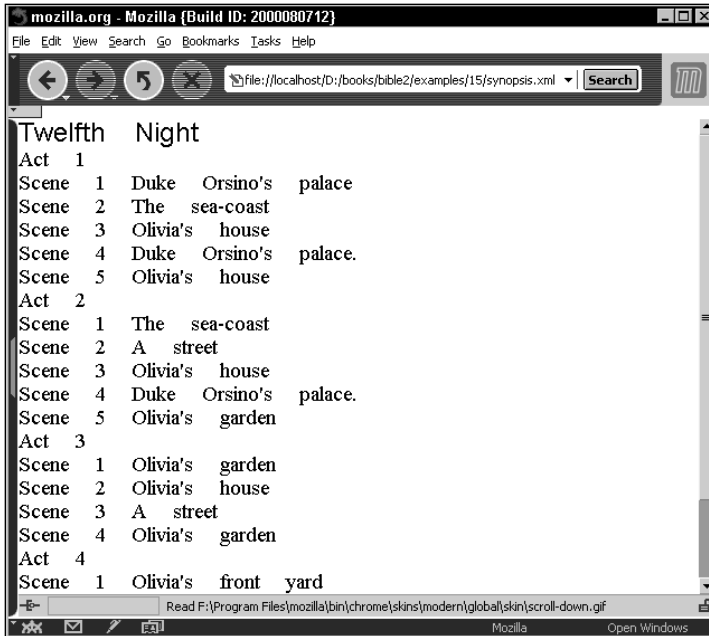 mozilla.org - Mozilla {Build ID: 2000080712}
File Edit View Search Go Bookmarks Tasks Help
file://localhost/D:/books/bible2/examples/15/synopsis.xml Search
Twelfth Night
Act 1
Scene 1 Duke Orsino's palace
Scene 2 The sea-coast
Scene 3 Olivia's house
Scene 4 Duke Orsino's palace.
Scene 5 Olivia's house
Act 2
Scene 1 The sea-coast
Scene 2 A street
Scene 3 Olivia's house
Scene 4 Duke Orsino's palace.
Scene 5 Olivia's garden
Act 3
Scene 1 Olivia's garden
Scene 2 Olivia's house
Scene 3 A street
Scene 4 Olivia's garden
Act 4
Scene 1 Olivia's front yard
Read F:\Program Files\mozilla\bin\chrome\skins\modern\global\skin\scroll-down.gif
Mozilla Open Windows